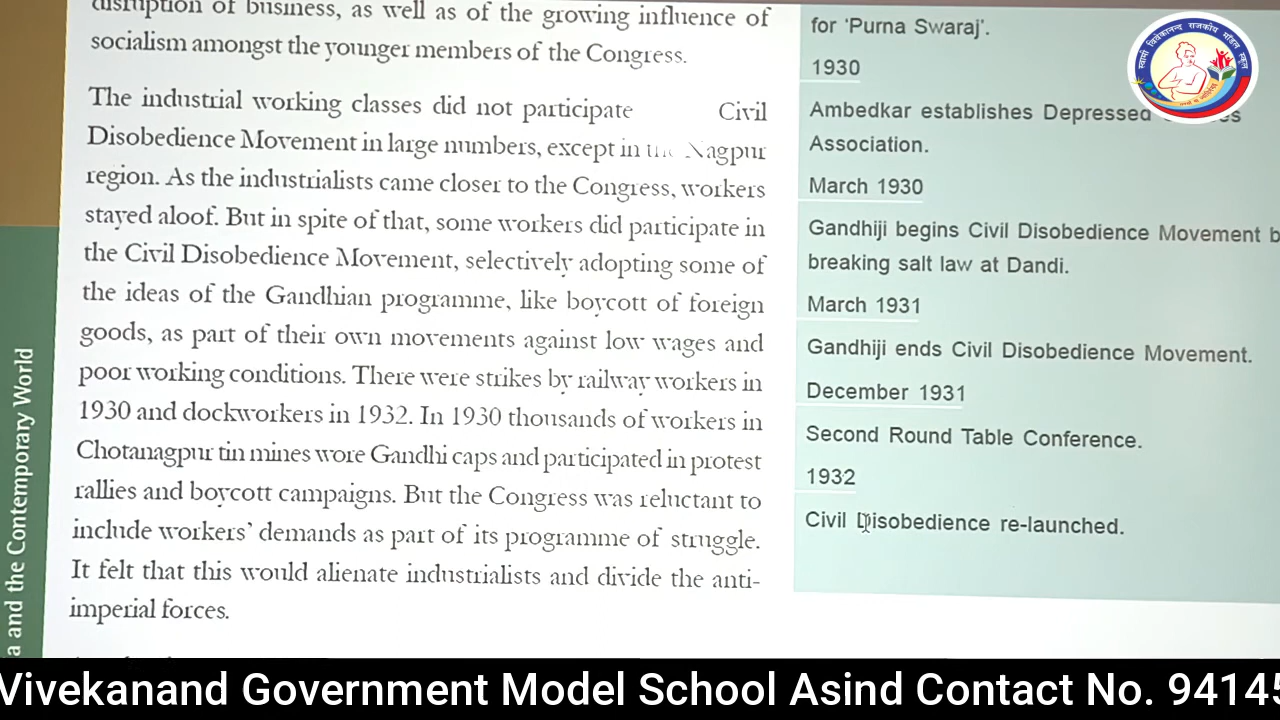 disruption of business, as well as of the growing influence of
socialism amongst the younger members of the Congress.
The industrial working classes did not participate Civil
Disobedience Movement in large numbers, except in the Nagpur
region. As the industrialists came closer to the Congress, workers
stayed aloof. But in spite of that, some workers did participate in
the Civil Disobedience Movement, selectively adopting some of
the ideas of the Gandhian programme, like boycott of foreign
goods, as part of their own movements against low wages and
poor working conditions. There were strikes by railway workers in
1930 and dockworkers in 1932. In 1930 thousands of workers in
Chotanagpur tin mines wore Gandhi caps and participated in protest
rallies and boycott campaigns. But the Congress was reluctant to
include workers’ demands as part of its programme of struggle.
It felt that this would alienate industrialists and divide the anti-
imperial forces.
for ‘Purna Swaraj’.
1930
Ambedkar establishes Depressed
Association.
March 1930
Gandhiji begins Civil Disobedience Movement b
breaking salt law at Dandi.
March 1931
Gandhiji ends Civil Disobedience Movement.
December 1931
Second Round Table Conference.
1932
Civil Disobedience re-launched.
a and the Contemporary World
स्वामी विवेकानन्द राजकीय मॉडल स्कूल
Vivekanand Government Model School Asind Contact No. 94145